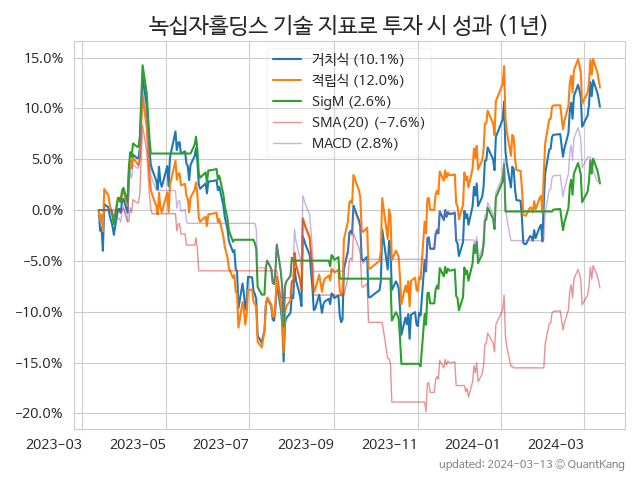 녹십자홀딩스 기술 지표로 투자 시 성과 (1년)
거치식 (10.1%)
적립식 (12.0%)
SigM (2.6%)
SMA(20) (−7.6%)
MACD (2.8%)
15.0%
10.0%
5.0%
0.0%
−5.0%
−10.0%
−15.0%
−20.0%
2023-03 2023-05 2023-07 2023-09 2023-11 2024-01 2024-03
updated: 2024-03-13 © QuantKang